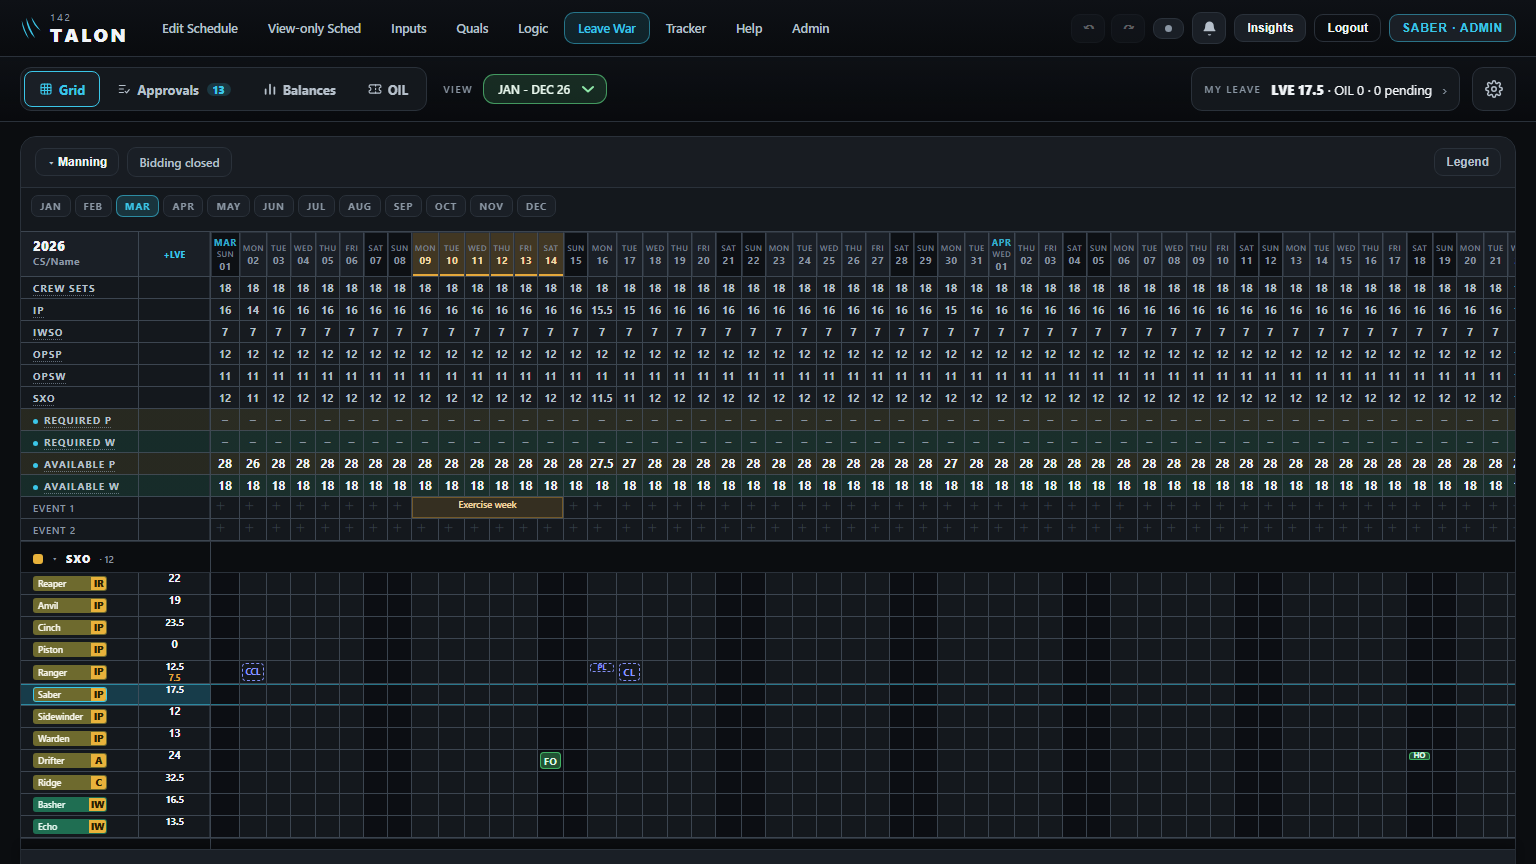 142
TALON
Edit Schedule View-only Sched Inputs Quals Logic Leave War Tracker Help Admin
Insights Logout SABER · ADMIN
Grid Approvals 13 Balances OIL VIEW JAN - DEC 26
MY LEAVE LVE 17.5 · OIL 0 · 0 pending ›
Manning Bidding closed Legend
JAN FEB MAR APR MAY JUN JUL AUG SEP OCT NOV DEC
2026
CS/Name
+LVE
MAR APR
SUN MON TUE WED THU FRI SAT SUN MON TUE WED THU FRI SAT SUN MON TUE WED THU FRI SAT SUN MON TUE WED THU FRI SAT SUN MON TUE WED THU FRI SAT SUN MON TUE WED THU FRI SAT SUN MON TUE WED THU FRI SAT SUN MON TUE
01 02 03 04 05 06 07 08 09 10 11 12 13 14 15 16 17 18 19 20 21 22 23 24 25 26 27 28 29 30 31 01 02 03 04 05 06 07 08 09 10 11 12 13 14 15 16 17 18 19 20 21
CREW SETS 18 18 18 18 18 18 18 18 18 18 18 18 18 18 18 18 18 18 18 18 18 18 18 18 18 18 18 18 18 18 18 18 18 18 18 18 18 18 18 18 18 18 18 18 18 18 18 18 18 18 18 18
IP 16 14 16 16 16 16 16 16 16 16 16 16 16 16 16 15.5 15 16 16 16 16 16 16 16 16 16 16 16 16 15 16 16 16 16 16 16 16 16 16 16 16 16 16 16 16 16 16 16 16 16 16 16
IWSO 7 7 7 7 7 7 7 7 7 7 7 7 7 7 7 7 7 7 7 7 7 7 7 7 7 7 7 7 7 7 7 7 7 7 7 7 7 7 7 7 7 7 7 7 7 7 7 7 7 7 7 7
OPSP 12 12 12 12 12 12 12 12 12 12 12 12 12 12 12 12 12 12 12 12 12 12 12 12 12 12 12 12 12 12 12 12 12 12 12 12 12 12 12 12 12 12 12 12 12 12 12 12 12 12 12 12
OPSW 11 11 11 11 11 11 11 11 11 11 11 11 11 11 11 11 11 11 11 11 11 11 11 11 11 11 11 11 11 11 11 11 11 11 11 11 11 11 11 11 11 11 11 11 11 11 11 11 11 11 11 11
SXO 12 11 12 12 12 12 12 12 12 12 12 12 12 12 12 11.5 11 12 12 12 12 12 12 12 12 12 12 12 12 12 12 12 12 12 12 12 12 12 12 12 12 12 12 12 12 12 12 12 12 12 12 12
REQUIRED P – – – – – – – – – – – – – – – – – – – – – – – – – – – – – – – – – – – – – – – – – – – – – – – – – – – –
REQUIRED W – – – – – – – – – – – – – – – – – – – – – – – – – – – – – – – – – – – – – – – – – – – – – – – – – – – –
AVAILABLE P 28 26 28 28 28 28 28 28 28 28 28 28 28 28 28 27.5 27 28 28 28 28 28 28 28 28 28 28 28 28 27 28 28 28 28 28 28 28 28 28 28 28 28 28 28 28 28 28 28 28 28 28 28
AVAILABLE W 18 18 18 18 18 18 18 18 18 18 18 18 18 18 18 18 18 18 18 18 18 18 18 18 18 18 18 18 18 18 18 18 18 18 18 18 18 18 18 18 18 18 18 18 18 18 18 18 18 18 18 18
EVENT 1 Exercise week
EVENT 2
SXO · 12
Reaper IR 22
Anvil IP 19
Cinch IP 23.5
Piston IP 0
Ranger IP 12.5 CCL PL CL
7.5
Saber IP 17.5
Sidewinder IP 12
Warden IP 13
Drifter A 24 FO HO
Ridge C 32.5
Basher IW 16.5
Echo IW 13.5